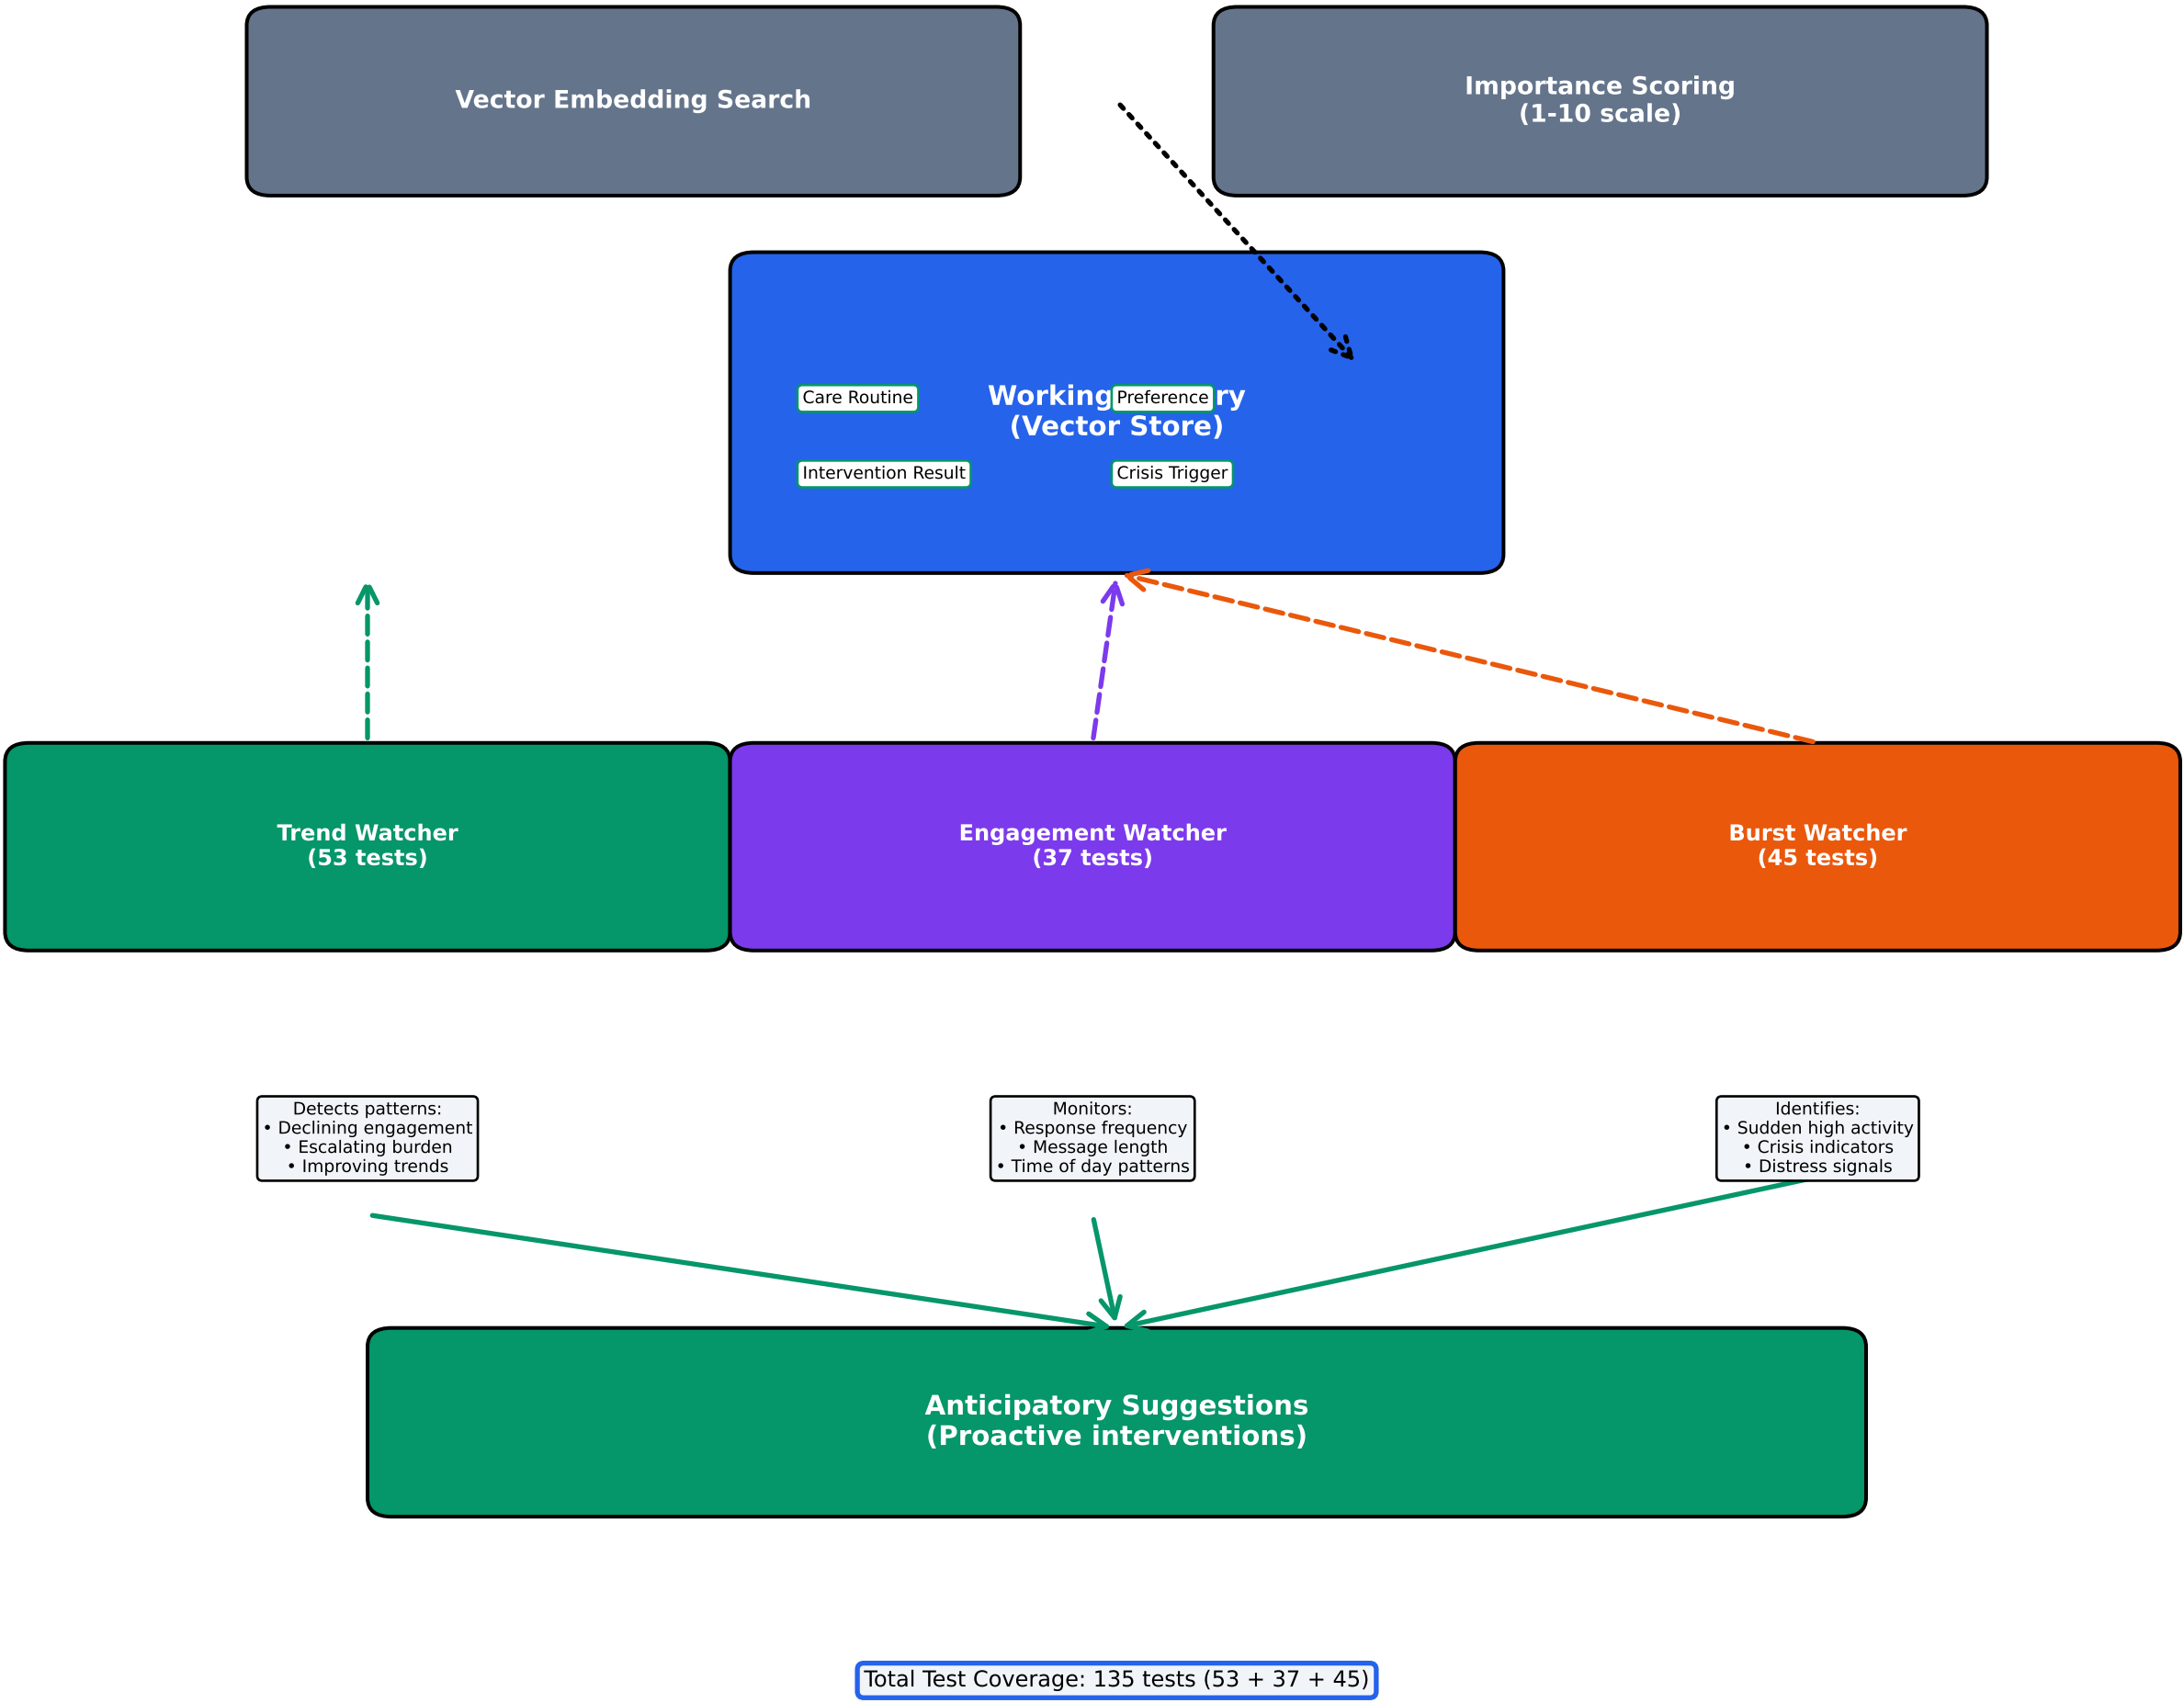 Vector Embedding Search
Importance Scoring
(1-10 scale)
Care Routine
Working
Preference
ry
(Vector Store)
Intervention Result
Crisis Trigger
Trend Watcher
(53 tests)
Engagement Watcher
(37 tests)
Burst Watcher
(45 tests)
Detects patterns:
• Declining engagement
• Escalating burden
• Improving trends
Monitors:
• Response frequency
• Message length
• Time of day patterns
Identifies:
• Sudden high activity
• Crisis indicators
• Distress signals
Anticipatory Suggestions
(Proactive interventions)
Total Test Coverage: 135 tests (53 + 37 + 45)